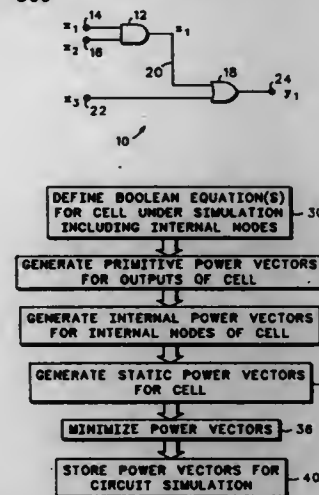 14
12
x₁
z₁
16
x₂
20
18
24
y₁
x₃
22
10
DEFINE BOOLEAN EQUATION(S)
FOR CELL UNDER SIMULATION
INCLUDING INTERNAL NODES
GENERATE PRIMITIVE POWER VECTORS
FOR OUTPUTS OF CELL
GENERATE INTERNAL POWER VECTORS
FOR INTERNAL NODES OF CELL
GENERATE STATIC POWER VECTORS
FOR CELL
MINIMIZE POWER VECTORS
36
STORE POWER VECTORS FOR
CIRCUIT SIMULATION
40